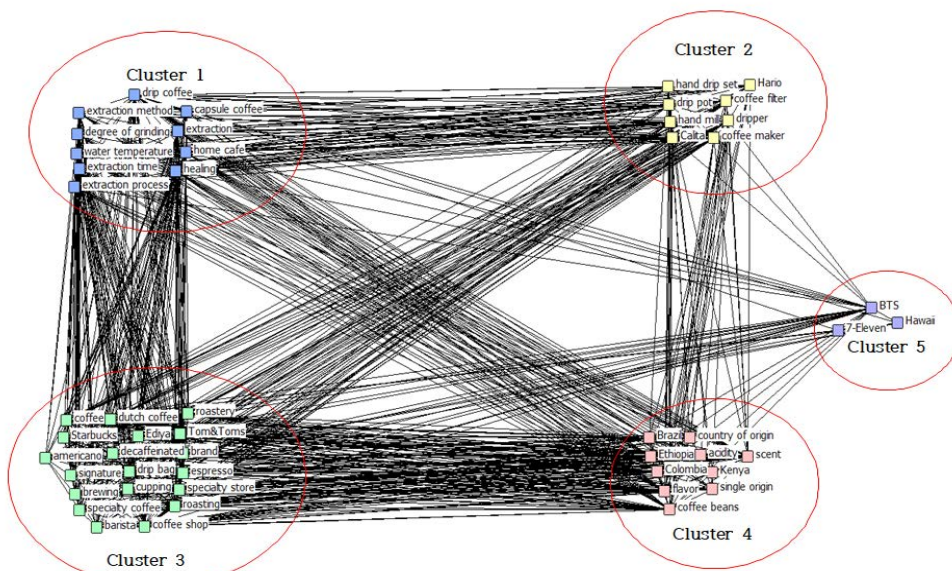 Cluster 1
drip coffee
extraction method
capsule coffee
degree of grinding
extraction
water temperature
home cafe
extraction time
healing
extraction process
Cluster 2
hand drip set
Hario
drip pot
coffee filter
hand mill
dripper
Calita
coffee maker
BTS
Hawaii
7-Eleven
Cluster 5
coffee
dutch coffee
roastery
Starbucks
Ediya
Tom&Toms
americano
decaffeinated
brand
signature
drip bag
espresso
brewing
cupping
specialty store
specialty coffee
roasting
barista
coffee shop
Cluster 3
Brazil
country of origin
Ethiopia
acidity
scent
Colombia
Kenya
flavor
single origin
coffee beans
Cluster 4